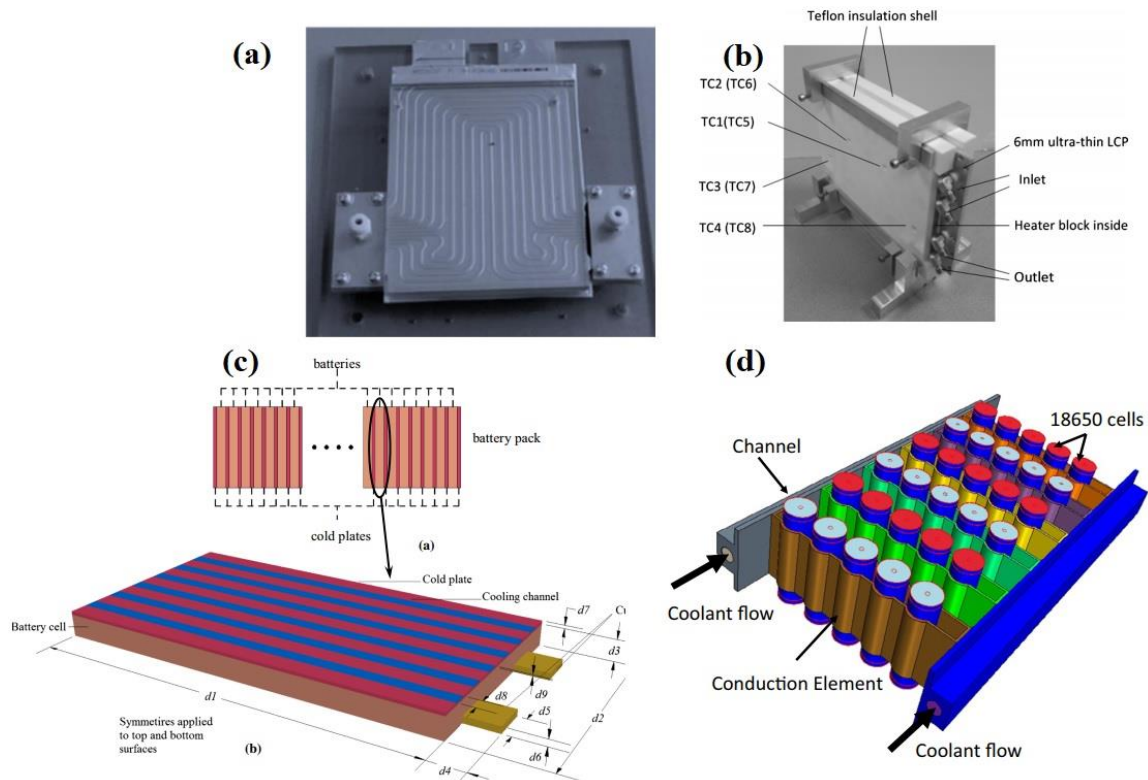 (a)
(b)
Teflon insulation shell
TC2 (TC6)
TC1(TC5)
TC3 (TC7)
TC4 (TC8)
6mm ultra-thin LCP
Inlet
Heater block inside
Outlet
(c)
batteries
battery pack
cold plates
(a)
Cold plate
Cooling channel
Battery cell
d7
d3
d9
d8
d5
d2
d6
d1
d4
Symmetires applied
to top and bottom
surfaces
(b)
(d)
18650 cells
Channel
Coolant flow
Conduction Element
Coolant flow